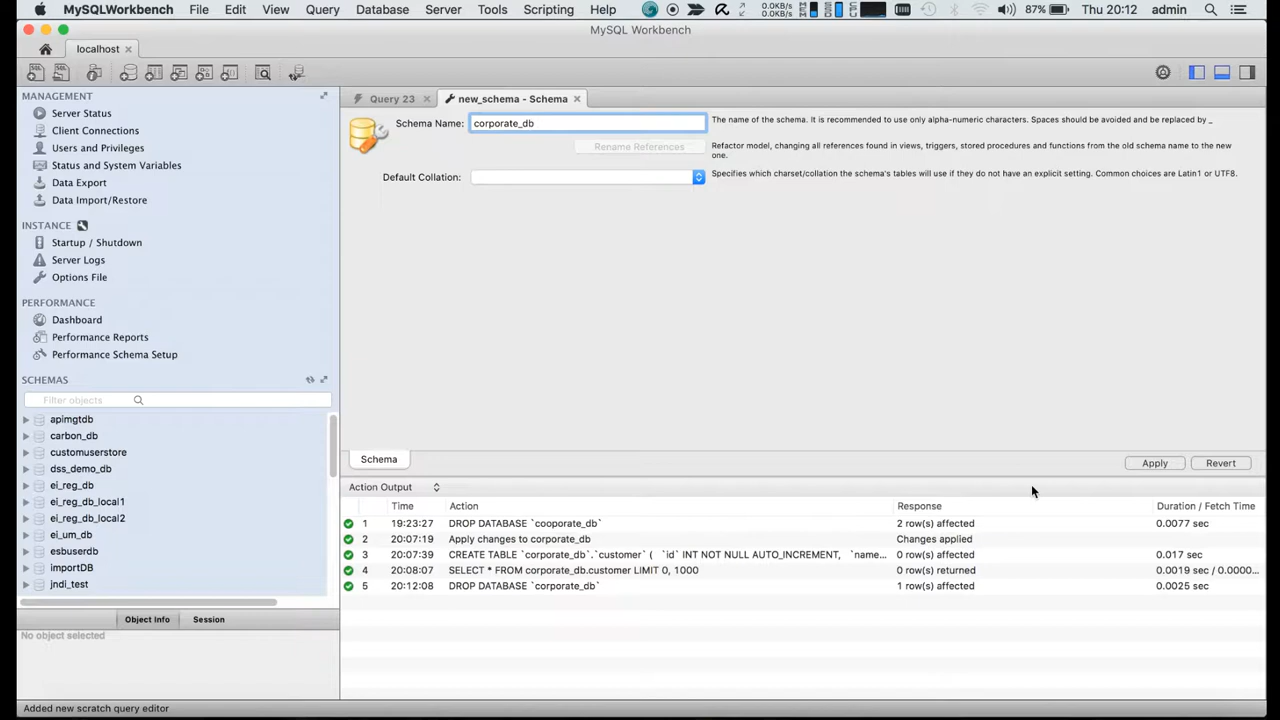 MySQLWorkbench File Edit View Query Database Server Tools Scripting Help 0.0KB/s 0.0KB/s 87% Thu 20:12 admin
MySQL Workbench
localhost
MANAGEMENT
Server Status
Client Connections
Users and Privileges
Status and System Variables
Data Export
Data Import/Restore
INSTANCE
Startup / Shutdown
Server Logs
Options File
PERFORMANCE
Dashboard
Performance Reports
Performance Schema Setup
SCHEMAS
Filter objects
apimgtdb
carbon_db
customuserstore
dss_demo_db
ei_reg_db
ei_reg_db_local1
ei_reg_db_local2
ei_um_db
esbuserdb
importDB
jndi_test
Object Info Session
No object selected
Query 23 new_schema - Schema
Schema Name: corporate_db The name of the schema. It is recommended to use only alpha-numeric characters. Spaces should be avoided and be replaced by _
Rename References Refactor model, changing all references found in views, triggers, stored procedures and functions from the old schema name to the new
one.
Default Collation: Specifies which charset/collation the schema's tables will use if they do not have an explicit setting. Common choices are Latin1 or UTF8.
Schema Apply Revert
Action Output
Time Action Response Duration / Fetch Time
1 19:23:27 DROP DATABASE `cooporate_db` 2 row(s) affected 0.0077 sec
2 20:07:19 Apply changes to corporate_db Changes applied
3 20:07:39 CREATE TABLE `corporate_db`.`customer` ( `id` INT NOT NULL AUTO_INCREMENT, `name... 0 row(s) affected 0.017 sec
4 20:08:07 SELECT * FROM corporate_db.customer LIMIT 0, 1000 0 row(s) returned 0.0019 sec / 0.0000...
5 20:12:08 DROP DATABASE `corporate_db` 1 row(s) affected 0.0025 sec
Added new scratch query editor